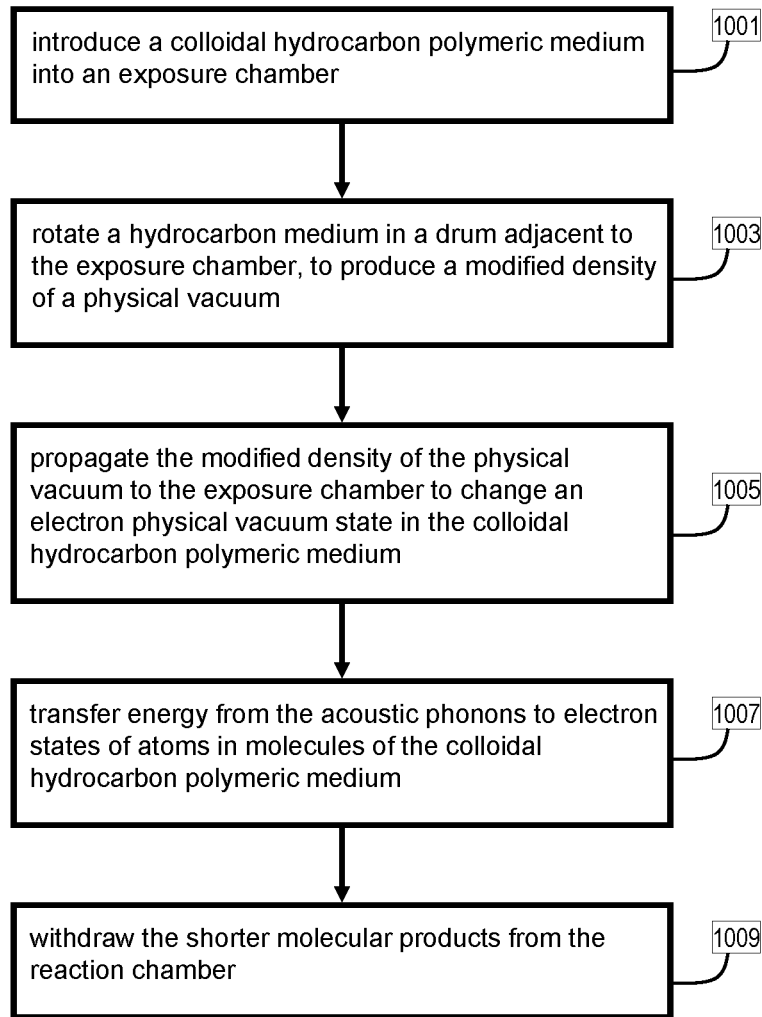 introduce a colloidal hydrocarbon polymeric medium
into an exposure chamber
1001
rotate a hydrocarbon medium in a drum adjacent to
the exposure chamber, to produce a modified density
of a physical vacuum
1003
propagate the modified density of the physical
vacuum to the exposure chamber to change an
electron physical vacuum state in the colloidal
hydrocarbon polymeric medium
1005
transfer energy from the acoustic phonons to electron
states of atoms in molecules of the colloidal
hydrocarbon polymeric medium
1007
withdraw the shorter molecular products from the
reaction chamber
1009